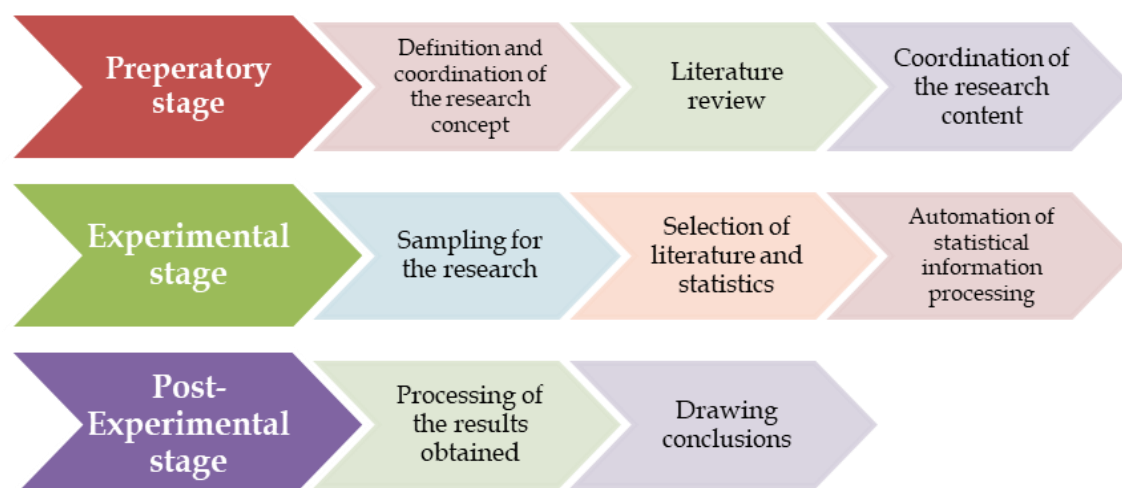 Preperatory
stage
Definition and
coordination of
the research
concept
Literature
review
Coordination of
the research
content
Experimental
stage
Sampling for
the research
Selection of
literature and
statistics
Automation of
statistical
information
processing
Post-
Experimental
stage
Processing of
the results
obtained
Drawing
conclusions